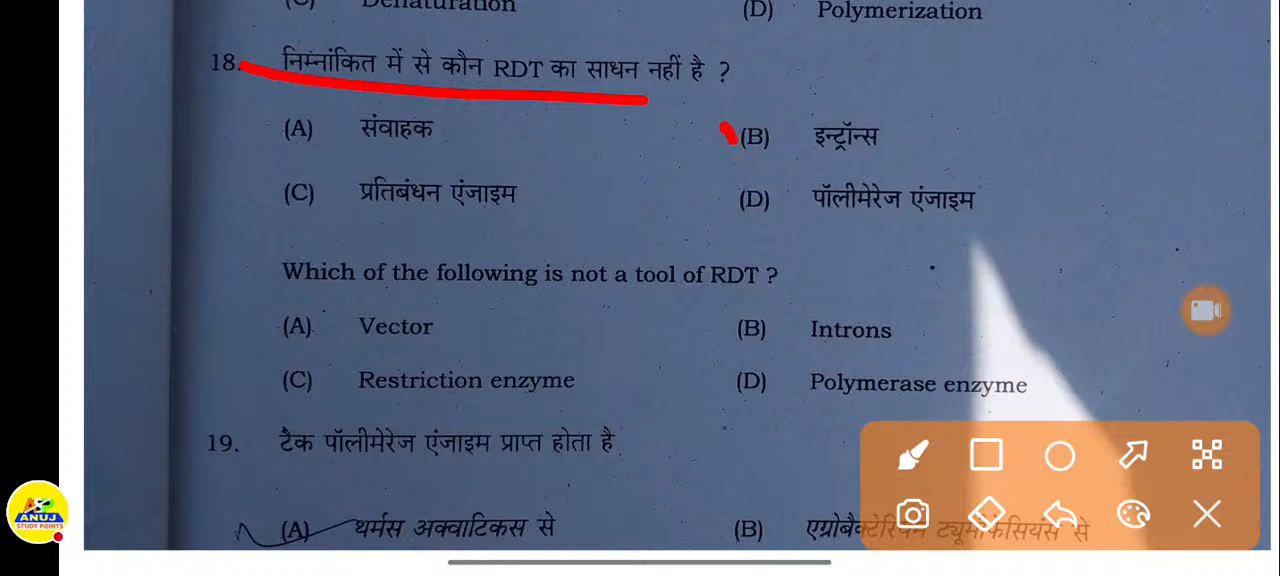 (C) Denaturation (D) Polymerization
18. निम्नांकित में से कौन RDT का साधन नहीं है ?
(A) संवाहक (B) इन्ट्रॉन्स
(C) प्रतिबंधन एंजाइम (D) पॉलीमेरेज एंजाइम
Which of the following is not a tool of RDT ?
(A) Vector (B) Introns
(C) Restriction enzyme (D) Polymerase enzyme
19. टैक पॉलीमेरेज एंजाइम प्राप्त होता है
(A) थर्मस अक्वाटिकस से (B) एग्रोबैक्टेरियम ट्यूमीफेसियंस से
ANUJ
STUDY POINTS